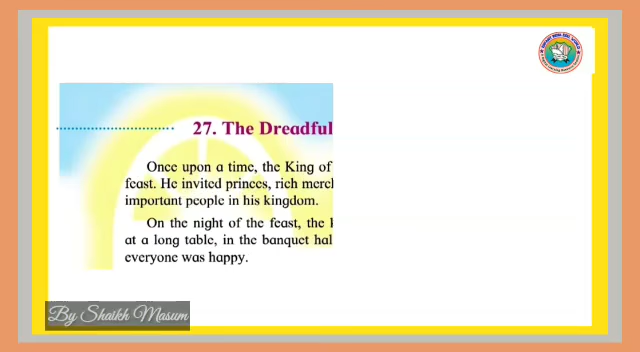 27. The Dreadful
Once upon a time, the King of
feast. He invited princes, rich
important people in his kingdom.
On the night of the feast, the
at a long table, in the banquet
everyone was happy.
By Shaikh Masum